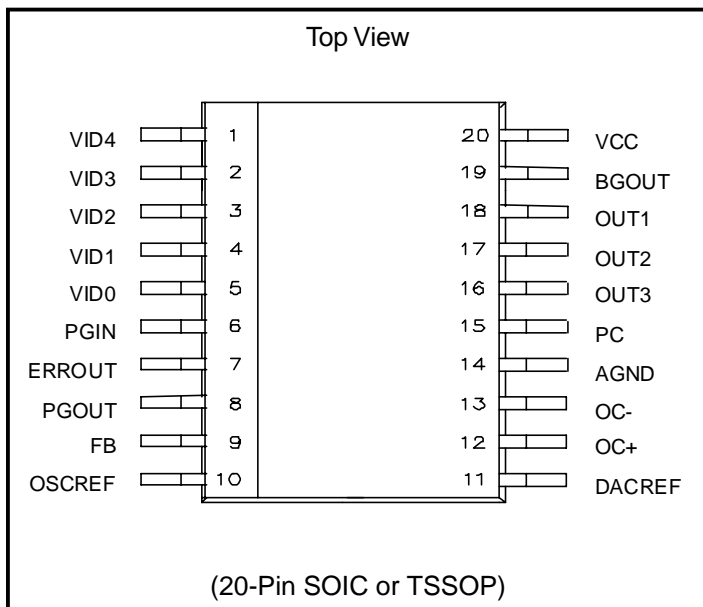 Top View
VID4 1 20 VCC
VID3 2 19 BGOUT
VID2 3 18 OUT1
VID1 4 17 OUT2
VID0 5 16 OUT3
PGIN 6 15 PC
ERROUT 7 14 AGND
PGOUT 8 13 OC-
FB 9 12 OC+
OSCREF 10 11 DACREF
(20-Pin SOIC or TSSOP)